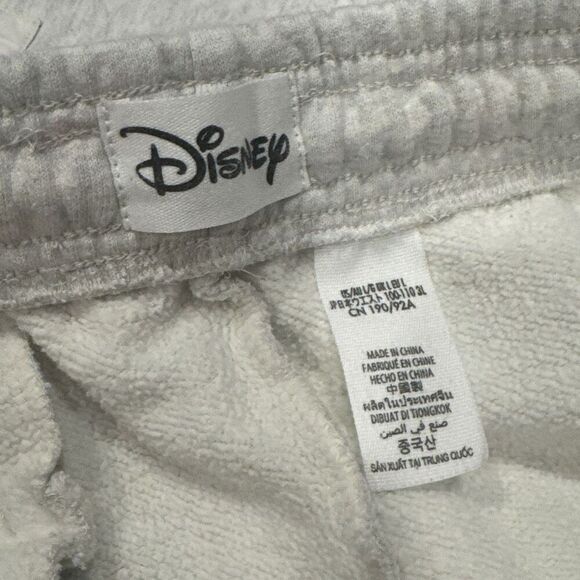 Disney
CN 190/92A
MADE IN CHINA
FABRIQUÉ EN CHINE
HECHO EN CHINA
中國製
ผลิตในประเทศจีน
DIBUAT DI TIONGKOK
صنع في الصين
중국산
SẢN XUẤT TẠI TRUNG QUỐC